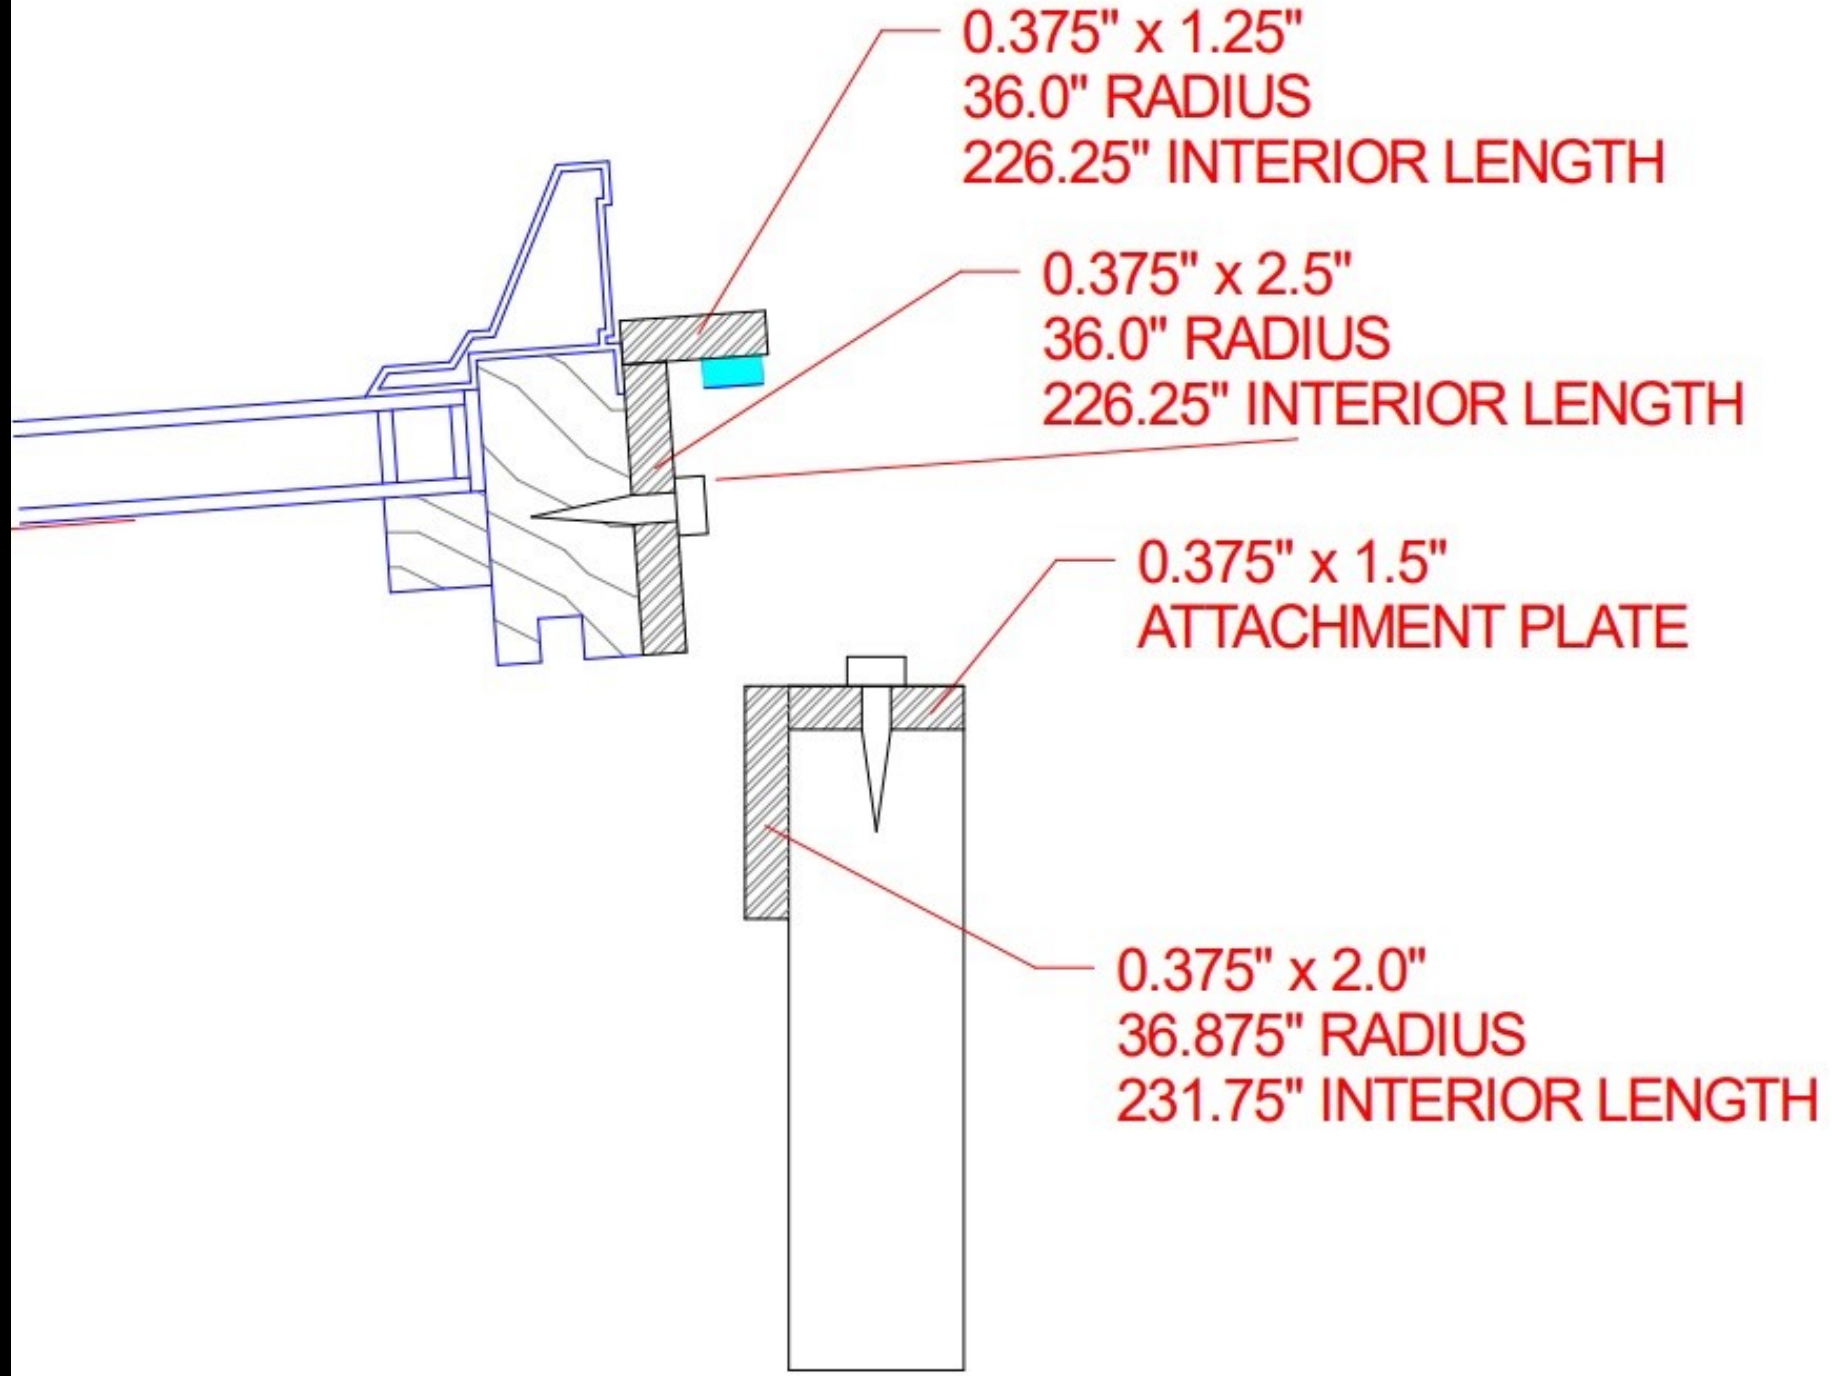 0.375" x 1.25"
36.0" RADIUS
226.25" INTERIOR LENGTH
0.375" x 2.5"
36.0" RADIUS
226.25" INTERIOR LENGTH
0.375" x 1.5"
ATTACHMENT PLATE
0.375" x 2.0"
36.875" RADIUS
231.75" INTERIOR LENGTH